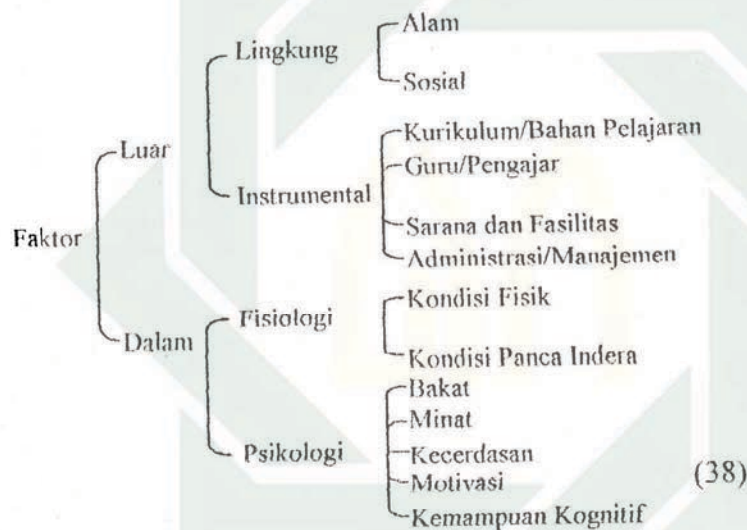 Alam
Lingkung
Sosial
Kurikulum/Bahan Pelajaran
Luar
Guru/Pengajar
Instrumental
Sarana dan Fasilitas
Faktor
Administrasi/Manajemen
Kondisi Fisik
Fisiologi
Dalam
Kondisi Panca Indera
Bakat
Minat
Psikologi
Kecerdasan
(38)
Motivasi
Kemampuan Kognitif